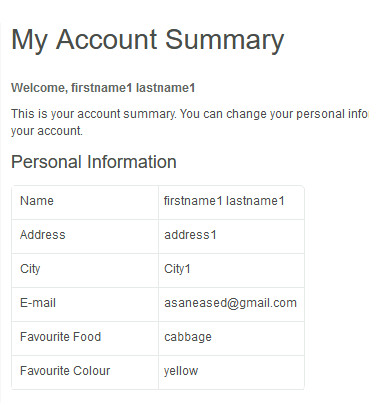 My Account Summary
Welcome, firstname1 lastname1
This is your account summary. You can change your personal
your account.
Personal Information
Name firstname1 lastname1
Address address1
City City1
E-mail asaneased@gmail.com
Favourite Food cabbage
Favourite Colour yellow